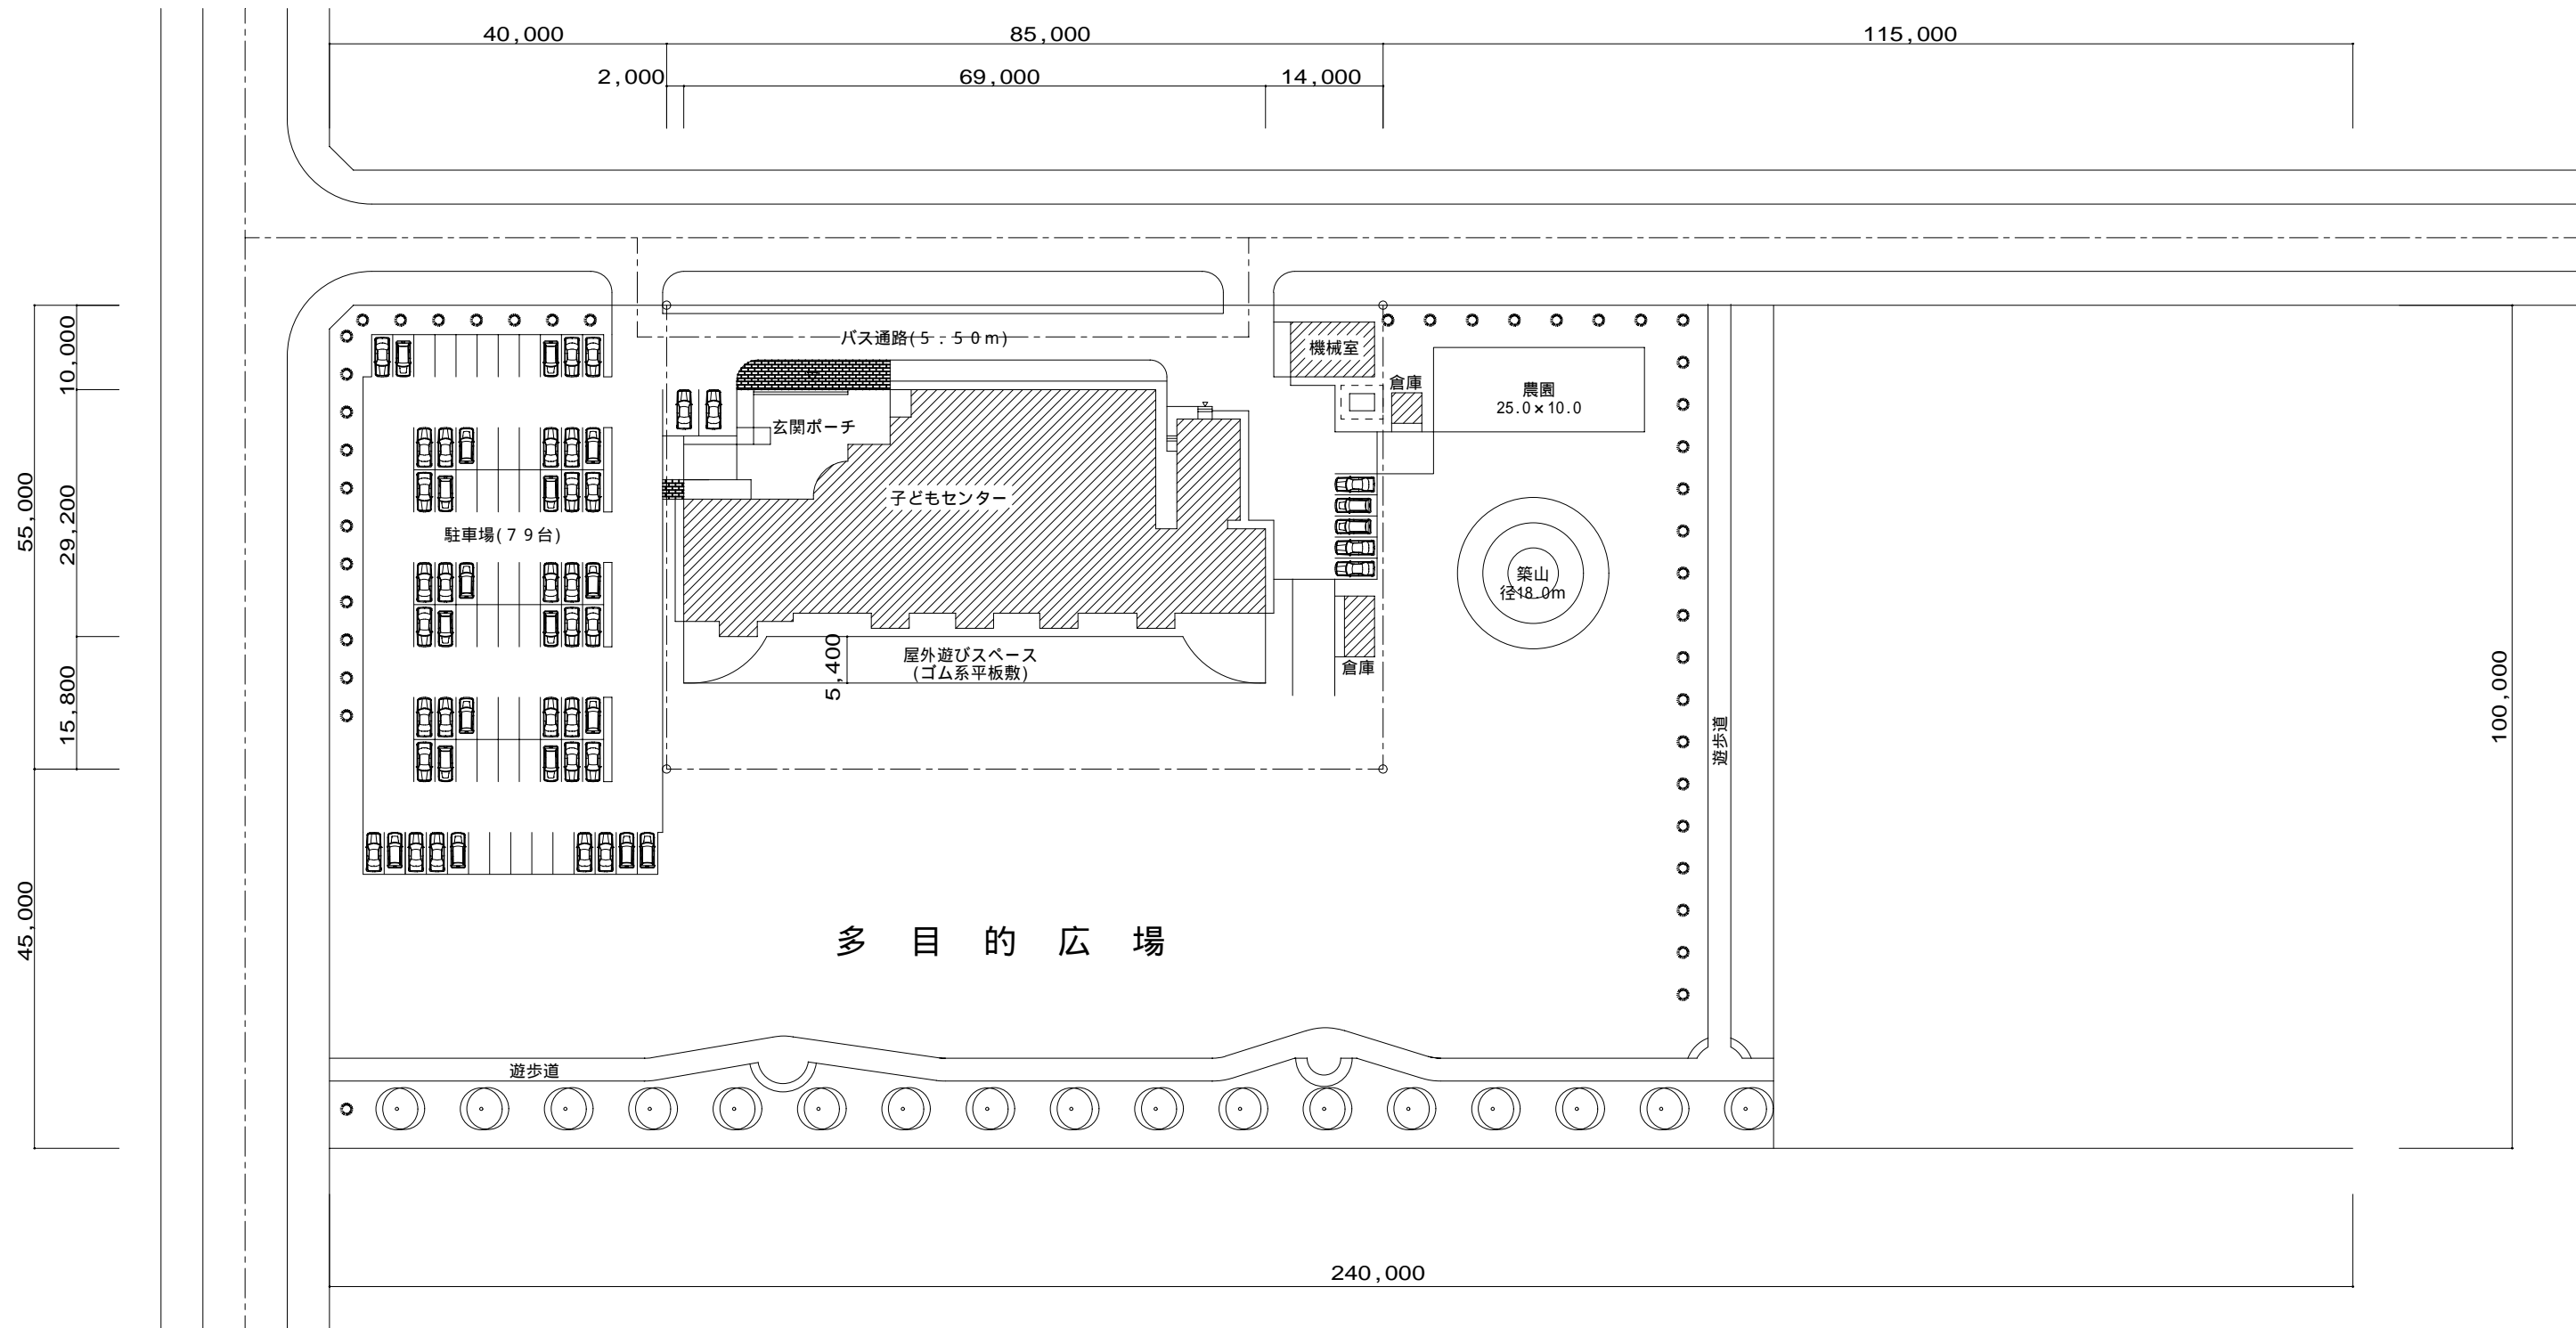 40,000
85,000
115,000
2,000
69,000
14,000
10,000
55,000
29,200
15,800
45,000
100,000
バス通路(5.50m)
機械室
倉庫
農園
25.0×10.0
玄関ポーチ
子どもセンター
駐車場(79台)
築山
径18.0m
屋外遊びスペース
(ゴム系平板敷)
5,400
倉庫
遊歩道
多目的広場
遊歩道
240,000